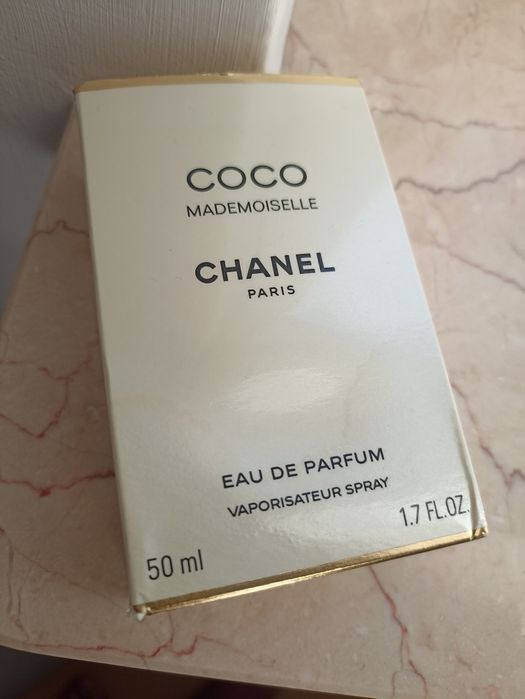 COCO
MADEMOISELLE
CHANEL
PARIS
EAU DE PARFUM
VAPORISATEUR SPRAY
50 ml
1.7 FL.OZ.